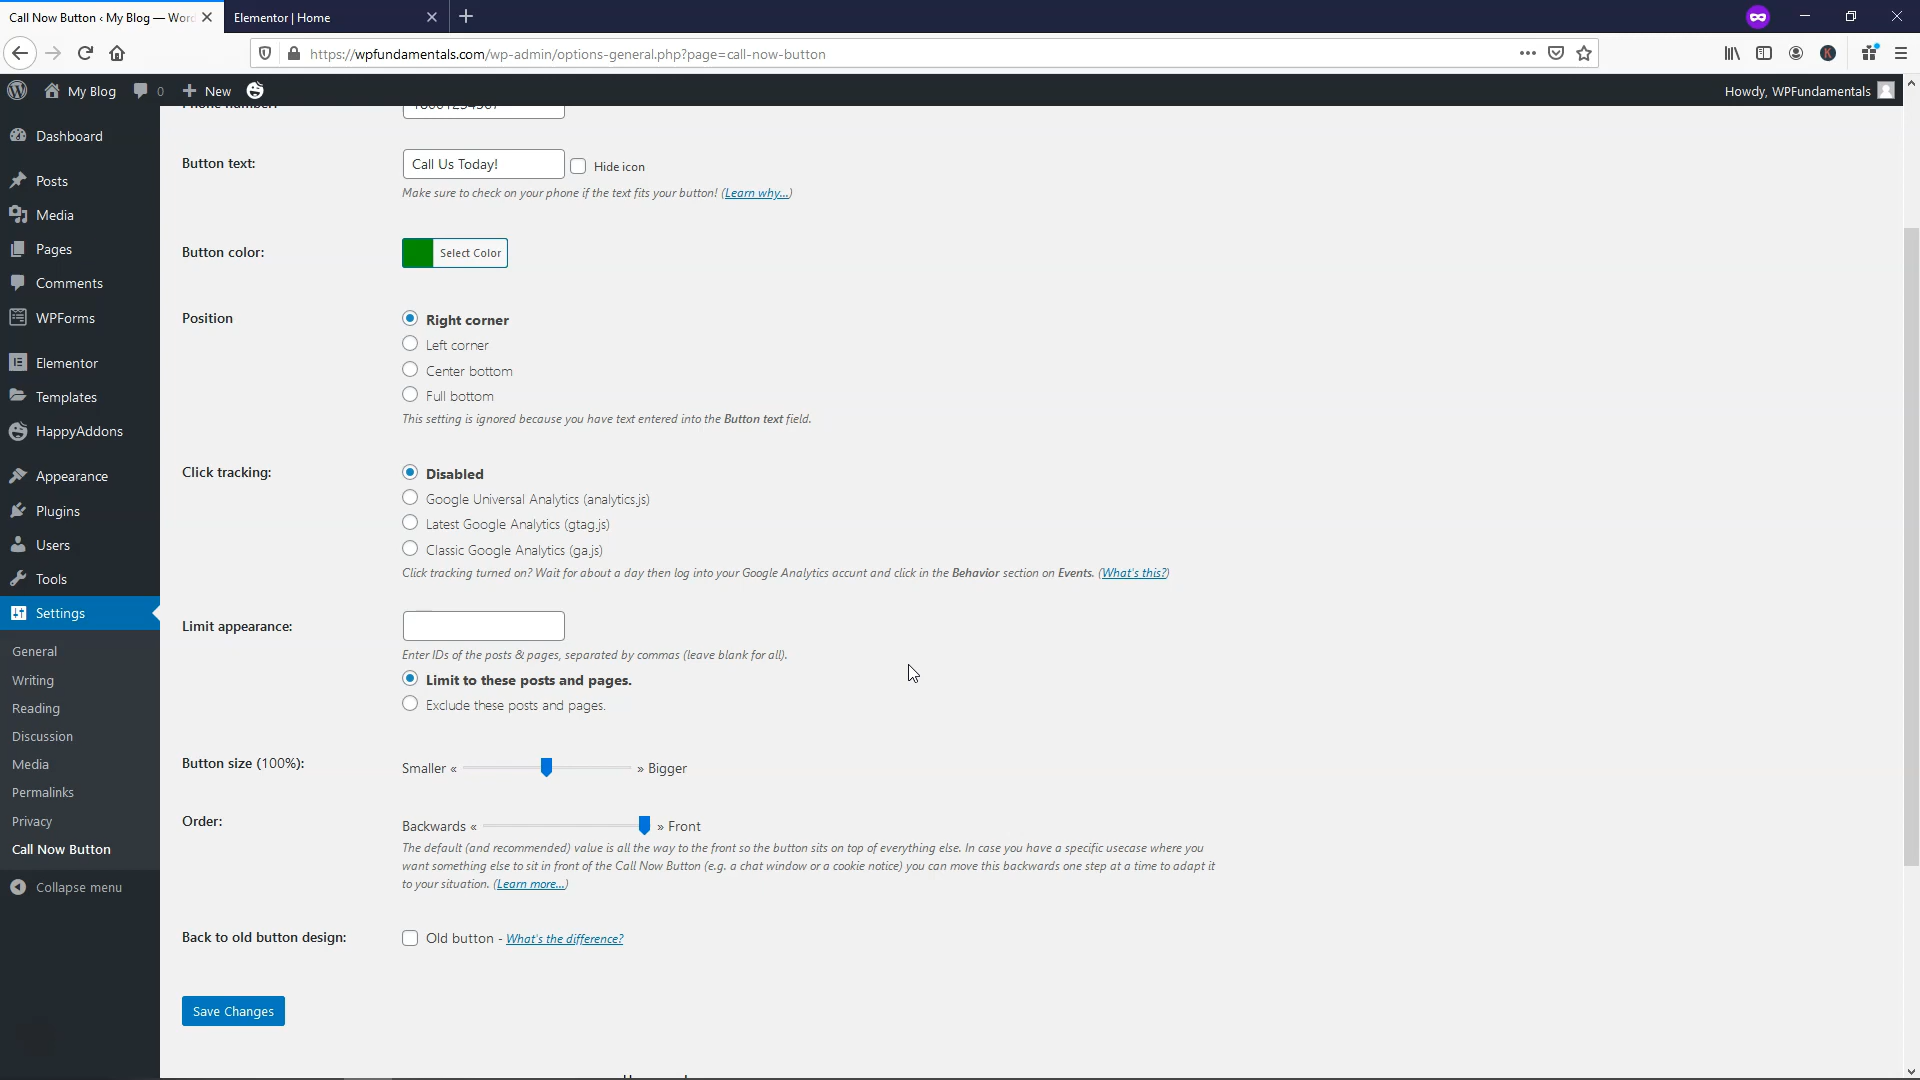 Call Now Button ‹ My Blog — Wor
Elementor | Home
https://wpfundamentals.com/wp-admin/options-general.php?page=call-now-button
My Blog
0
New
Howdy, WPFundamentals
Dashboard
Posts
Media
Pages
Comments
WPForms
Elementor
Templates
HappyAddons
Appearance
Plugins
Users
Tools
Settings
General
Writing
Reading
Discussion
Media
Permalinks
Privacy
Call Now Button
Collapse menu
Phone number:
Button text:
Call Us Today!
Hide icon
Make sure to check on your phone if the text fits your button! (Learn why...)
Button color:
Select Color
Position
Right corner
Left corner
Center bottom
Full bottom
This setting is ignored because you have text entered into the Button text field.
Click tracking:
Disabled
Google Universal Analytics (analytics.js)
Latest Google Analytics (gtag.js)
Classic Google Analytics (ga.js)
Click tracking turned on? Wait for about a day then log into your Google Analytics accunt and click in the Behavior section on Events. (What's this?)
Limit appearance:
Enter IDs of the posts & pages, separated by commas (leave blank for all).
Limit to these posts and pages.
Exclude these posts and pages.
Button size (100%):
Smaller «
» Bigger
Order:
Backwards «
» Front
The default (and recommended) value is all the way to the front so the button sits on top of everything else. In case you have a specific usecase where you
want something else to sit in front of the Call Now Button (e.g. a chat window or a cookie notice) you can move this backwards one step at a time to adapt it
to your situation. (Learn more...)
Back to old button design:
Old button - What's the difference?
Save Changes